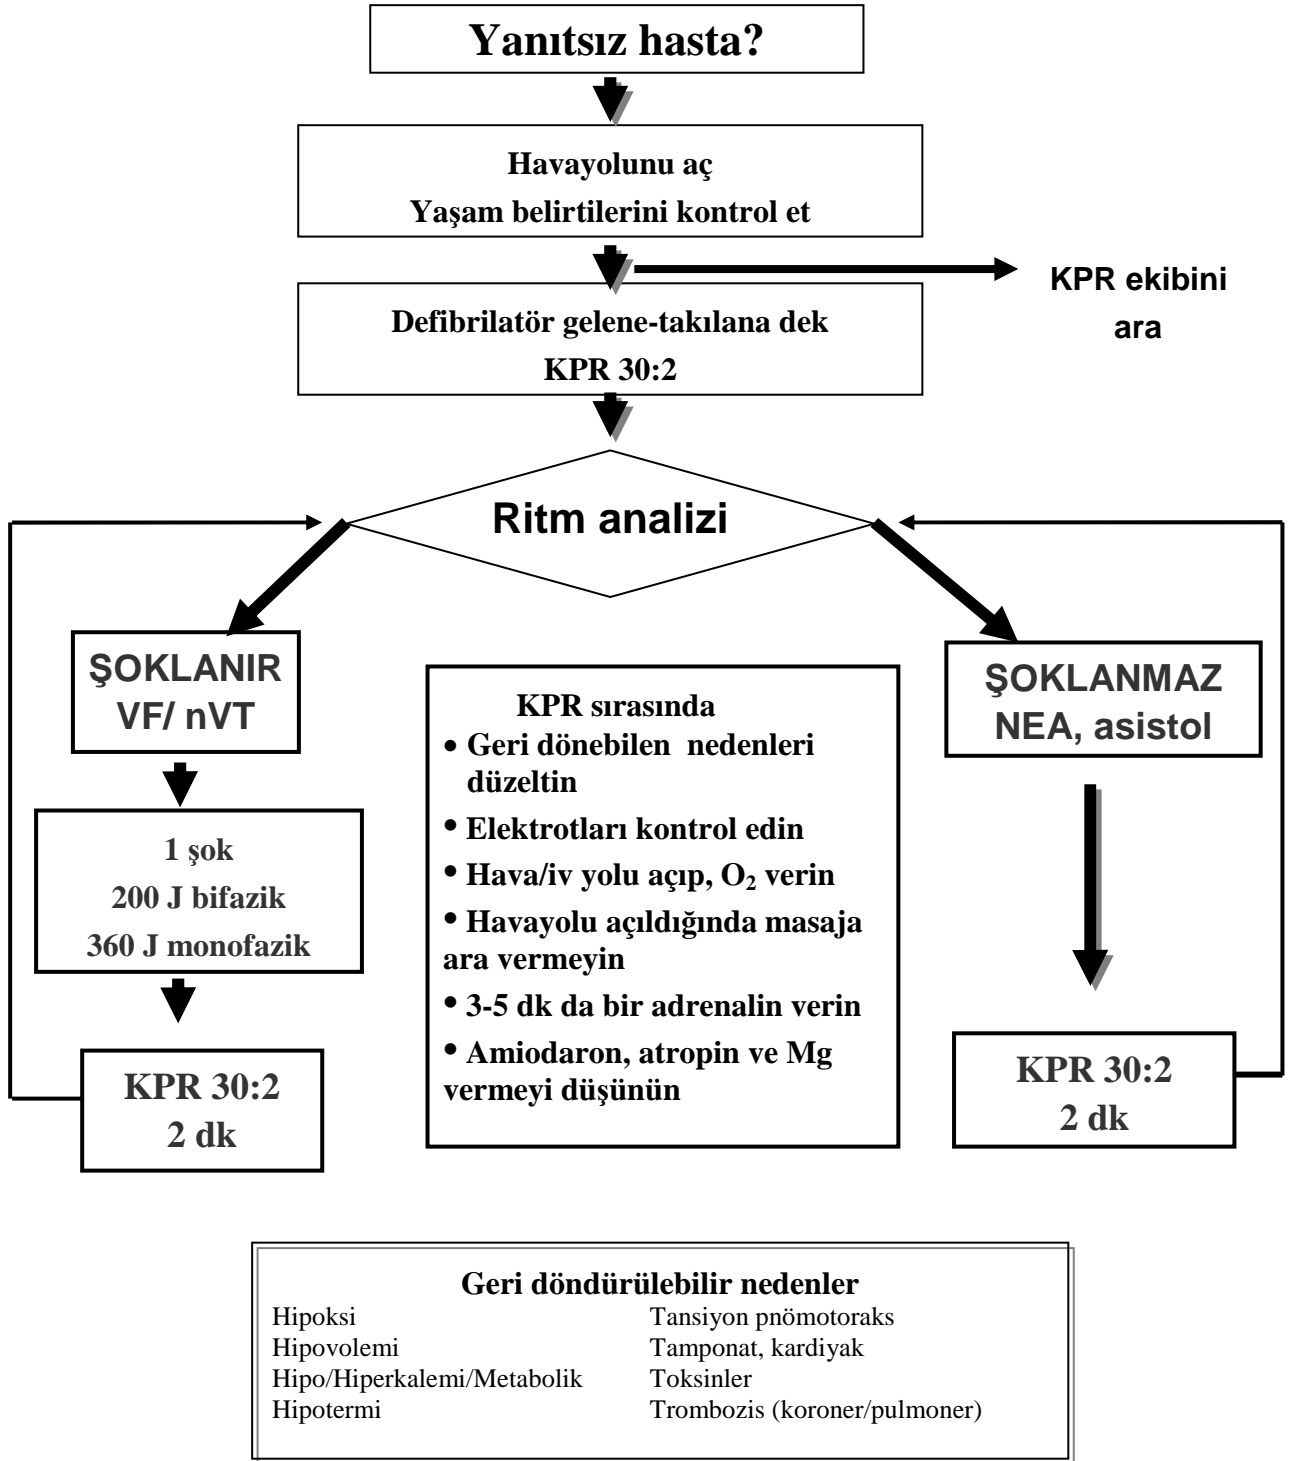 Yanıtsız hasta?
Havayolunu aç
Yaşam belirtilerini kontrol et
KPR ekibini
ara
Defibrilatör gelene-takılana dek
KPR 30:2
Ritm analizi
ŞOKLANIR
VF/ nVT
1 şok
200 J bifazik
360 J monofazik
KPR 30:2
2 dk
KPR sırasında
• Geri dönebilen nedenleri
düzeltin
• Elektrotları kontrol edin
• Hava/iv yolu açıp, O₂ verin
• Havayolu açıldığında masaja
ara vermeyin
• 3-5 dk da bir adrenalin verin
• Amiodaron, atropin ve Mg
vermeyi düşünün
ŞOKLANMAZ
NEA, asistol
KPR 30:2
2 dk
Geri döndürülebilir nedenler
Hipoksi Tansiyon pnömotoraks
Hipovolemi Tamponat, kardiyak
Hipo/Hiperkalemi/Metabolik Toksinler
Hipotermi Trombozis (koroner/pulmoner)